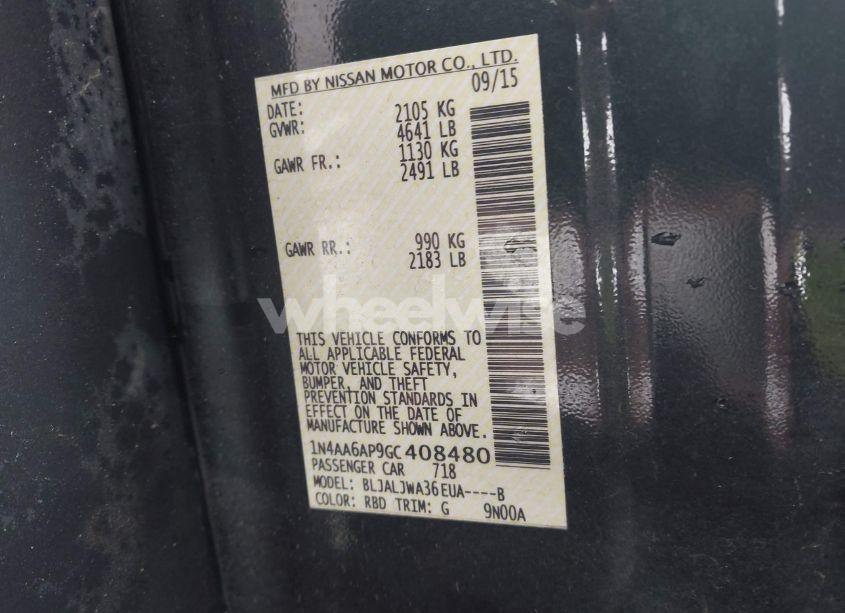 MFD BY NISSAN MOTOR CO., LTD.
DATE: 09/15
GVWR: 2105 KG
4641 LB
GAWR FR.: 1130 KG
2491 LB
GAWR RR.: 990 KG
2183 LB
wheelwise
THIS VEHICLE CONFORMS TO
ALL APPLICABLE FEDERAL
MOTOR VEHICLE SAFETY,
BUMPER, AND THEFT
PREVENTION STANDARDS IN
EFFECT ON THE DATE OF
MANUFACTURE SHOWN ABOVE.
1N4AA6AP9GC408480
PASSENGER CAR 718
MODEL: BLJALJWA36EUA----B
COLOR: RBD TRIM: G 9N00A